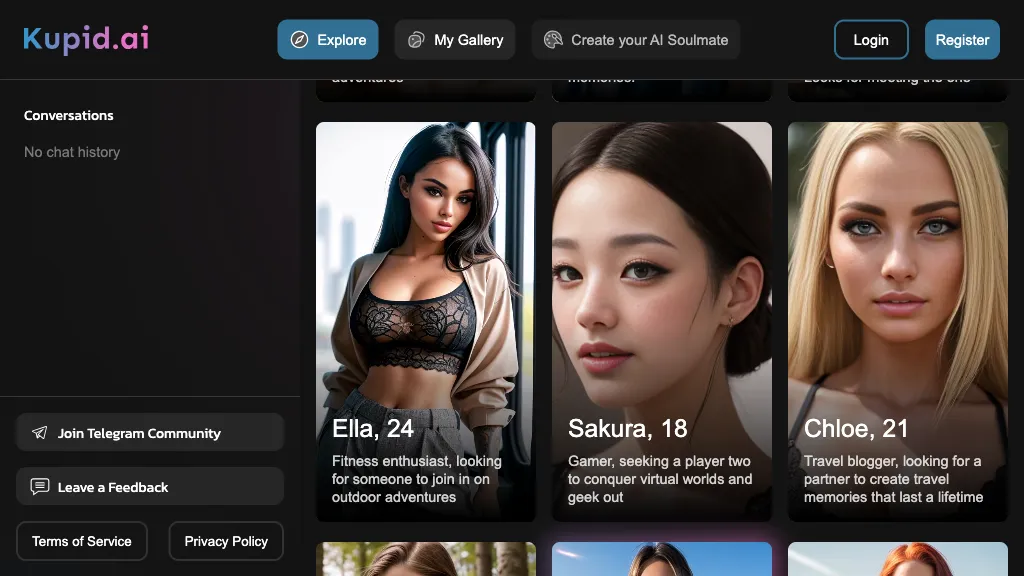 Kupid.ai
Explore
My Gallery
Create your AI Soulmate
Login
Register
Conversations
No chat history
adventures
memories!
Looks for meeting the one
Ella, 24
Fitness enthusiast, looking
for someone to join in on
outdoor adventures
Sakura, 18
Gamer, seeking a player two
to conquer virtual worlds and
geek out
Chloe, 21
Travel blogger, looking for a
partner to create travel
memories that last a lifetime
Join Telegram Community
Leave a Feedback
Terms of Service
Privacy Policy